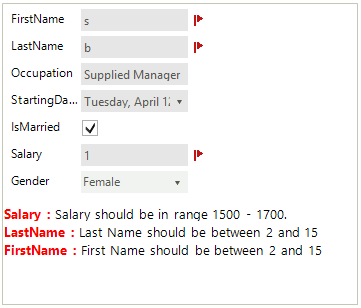 FirstName s
LastName b
Occupation Supplied Manager
StartingDa... Tuesday, April 12
IsMarried
Salary 1
Gender Female
Salary : Salary should be in range 1500 - 1700.
LastName : Last Name should be between 2 and 15
FirstName : First Name should be between 2 and 15